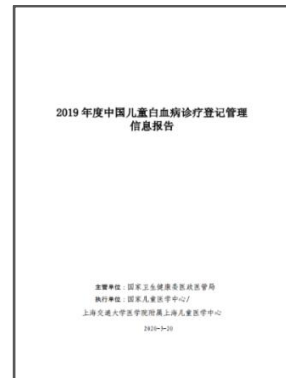 2019 年度中国儿童白血病诊疗登记管理
信息报告
主管单位：国家卫生健康委医政医管局
执行单位：国家儿童医学中心/
上海交通大学医学院附属上海儿童医学中心
2020-3-20